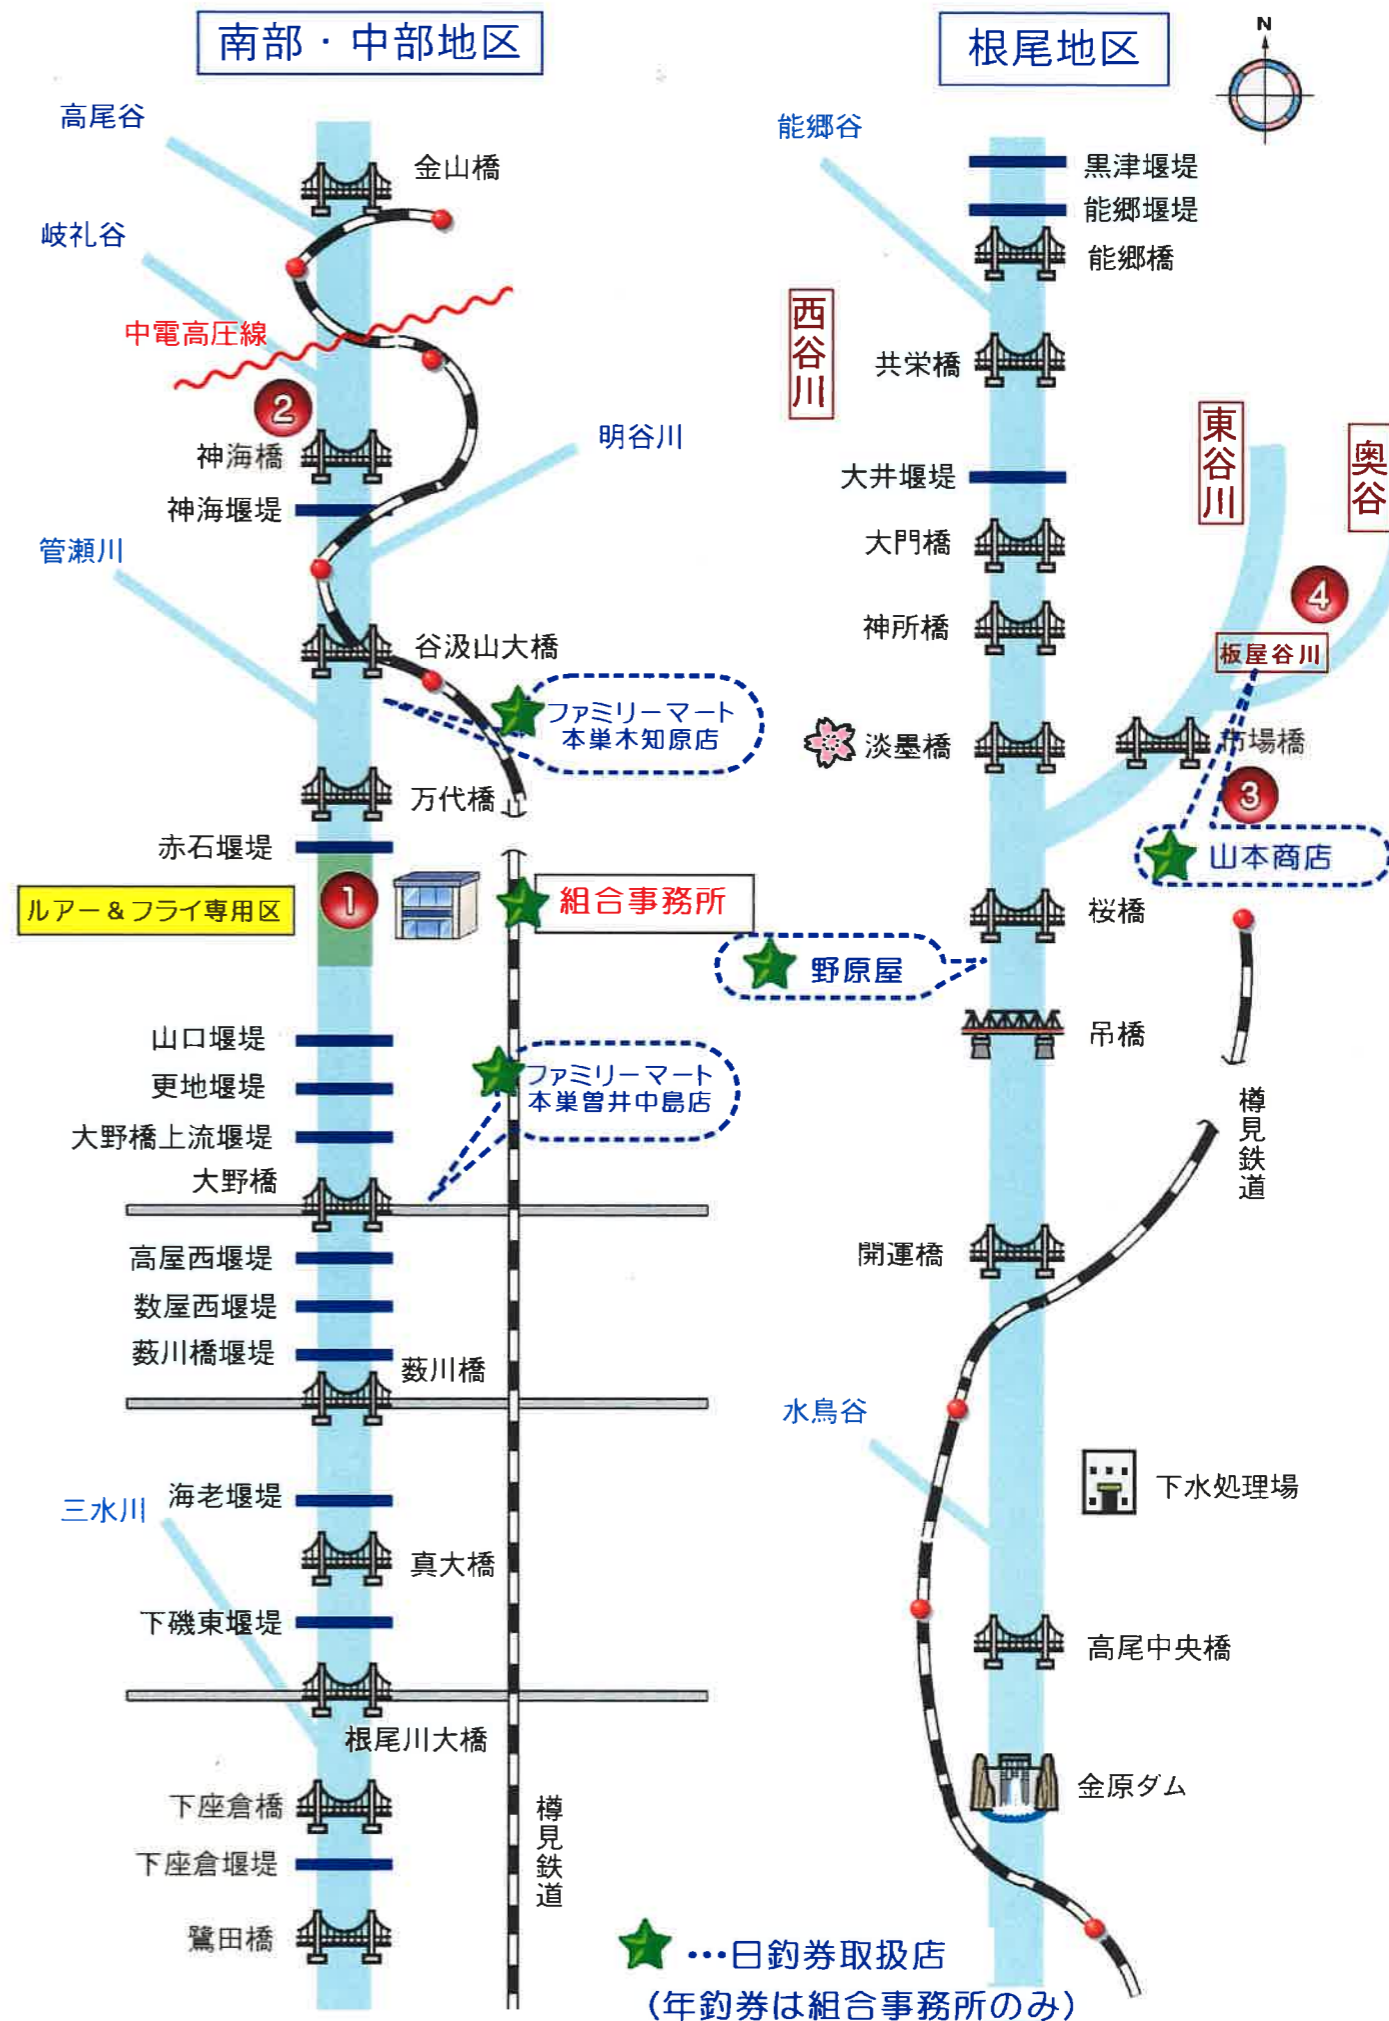 南部・中部地区
高尾谷
金山橋
岐礼谷
中電高圧線
2
神海橋
明谷川
神海堰堤
管瀬川
谷汲山大橋
ファミリーマート
本巣木知原店
万代橋
赤石堰堤
ルアー＆フライ専用区
1
組合事務所
山口堰堤
更地堰堤
ファミリーマート
本巣曽井中島店
大野橋上流堰堤
大野橋
高屋西堰堤
数屋西堰堤
薮川橋堰堤
薮川橋
海老堰堤
三水川
真大橋
下磯東堰堤
根尾川大橋
下座倉橋
樽見鉄道
下座倉堰堤
鷺田橋
根尾地区
N
能郷谷
黒津堰堤
能郷堰堤
能郷橋
西谷川
共栄橋
東谷川
奥谷
大井堰堤
大門橋
4
神所橋
板屋谷川
淡墨橋
市場橋
3
山本商店
桜橋
野原屋
吊橋
樽見鉄道
開運橋
水鳥谷
下水処理場
高尾中央橋
金原ダム
…日釣券取扱店
（年釣券は組合事務所のみ）